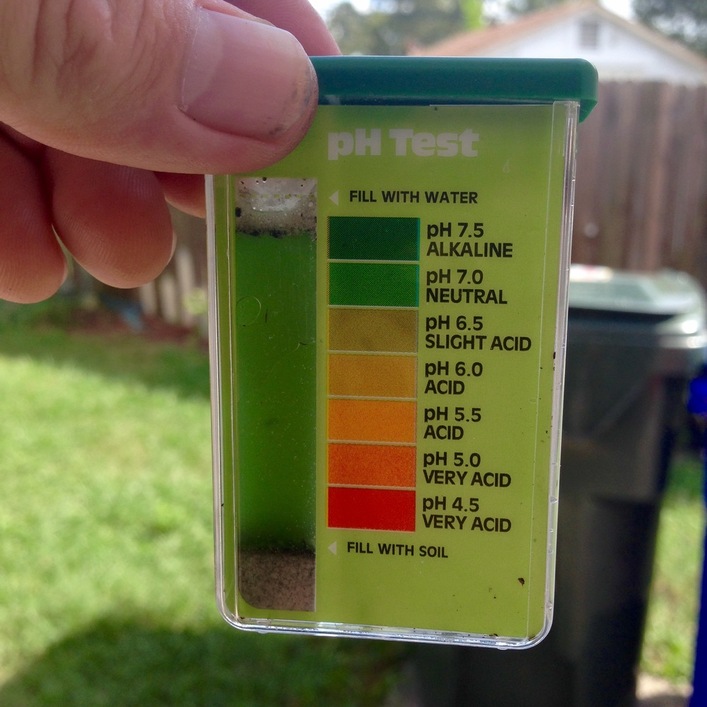 pH Test
FILL WITH WATER
pH 7.5
ALKALINE
pH 7.0
NEUTRAL
pH 6.5
SLIGHT ACID
pH 6.0
ACID
pH 5.5
ACID
pH 5.0
VERY ACID
pH 4.5
VERY ACID
FILL WITH SOIL